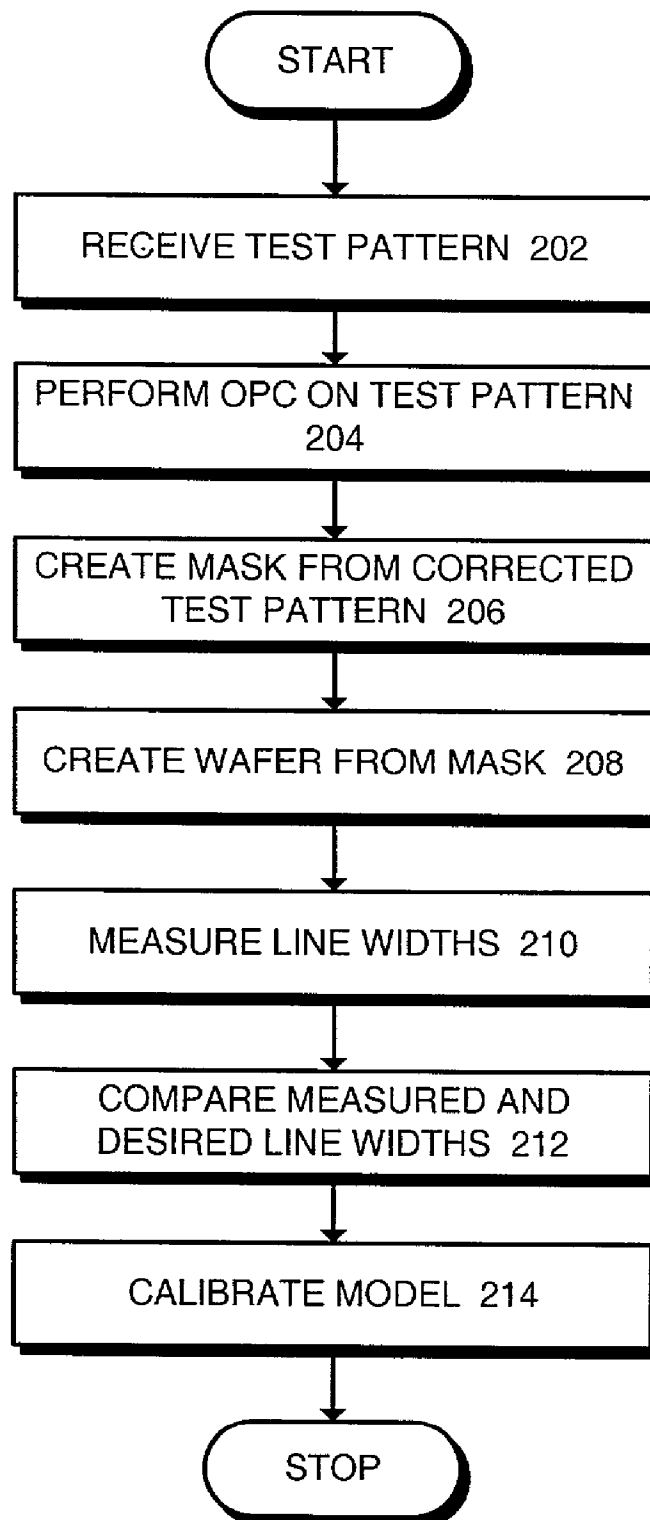 START
RECEIVE TEST PATTERN 202
PERFORM OPC ON TEST PATTERN
204
CREATE MASK FROM CORRECTED
TEST PATTERN 206
CREATE WAFER FROM MASK 208
MEASURE LINE WIDTHS 210
COMPARE MEASURED AND
DESIRED LINE WIDTHS 212
CALIBRATE MODEL 214
STOP